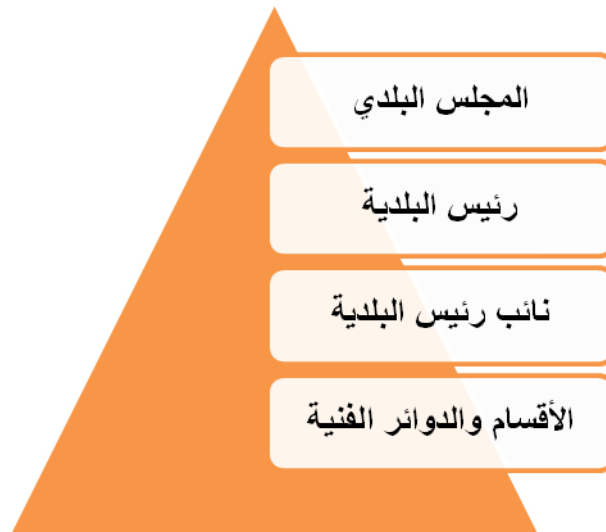 المجلس البلدي
رئيس البلدية
نائب رئيس البلدية
الأقسام والدوائر الفنية